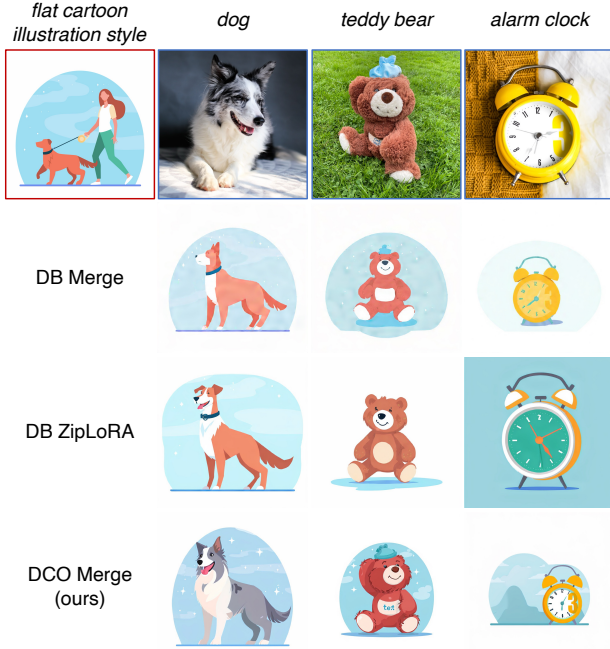 flat cartoon illustration style
dog
teddy bear
alarm clock
DB Merge
DB ZipLoRA
DCO Merge
(ours)